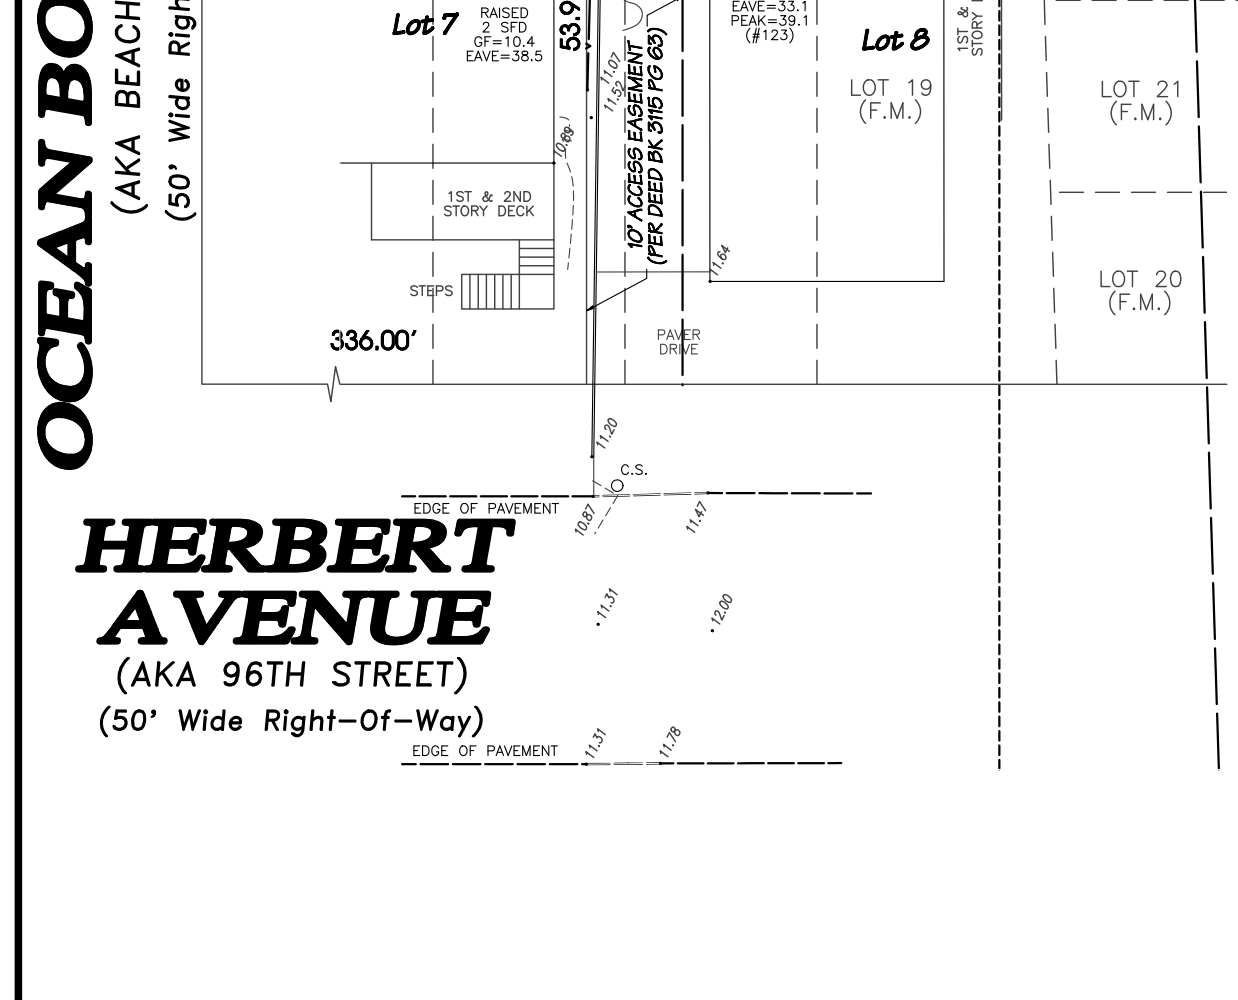 OCEAN BO
(AKA BEACH
(50' Wide Righ
Lot 7
RAISED
2 SFD
GF=10.4
EAVE=38.5
53.9
11.07
11.52
10' ACCESS EASEMENT
(PER DEED BK 3115 PG 63)
EAVE=33.1
PEAK=39.1
(#123)
Lot 8
LOT 19
(F.M.)
1ST &
STORY
LOT 21
(F.M.)
1ST & 2ND
STORY DECK
STEPS
11.64
LOT 20
(F.M.)
336.00'
PAVER
DRIVE
11.20
C.S.
EDGE OF PAVEMENT
10.87
11.47
HERBERT
AVENUE
(AKA 96TH STREET)
(50' Wide Right-Of-Way)
11.31
12.00
EDGE OF PAVEMENT
11.31
11.78